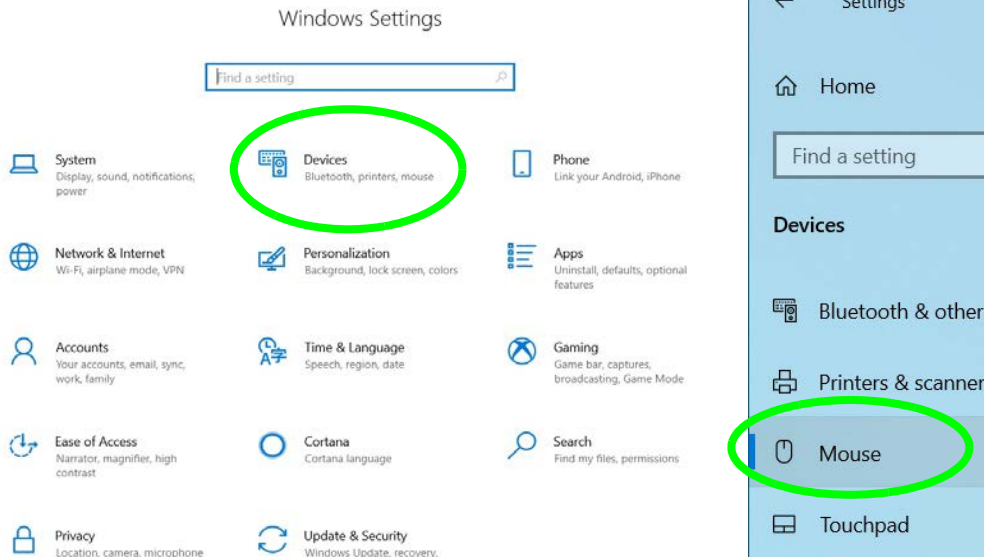 Windows Settings
Find a setting
System
Display, sound, notifications,
power
Devices
Bluetooth, printers, mouse
Phone
Link your Android, iPhone
Network & Internet
Wi-Fi, airplane mode, VPN
Personalization
Background, lock screen, colors
Apps
Uninstall, defaults, optional
features
Accounts
Your accounts, email, sync,
work, family
Time & Language
Speech, region, date
Gaming
Game bar, captures,
broadcasting, Game Mode
Ease of Access
Narrator, magnifier, high
contrast
Cortana
Cortana language
Search
Find my files, permissions
Privacy
Location, camera, microphone
Update & Security
Windows Update, recovery,
Settings
Home
Find a setting
Devices
Bluetooth & other
Printers & scanner
Mouse
Touchpad